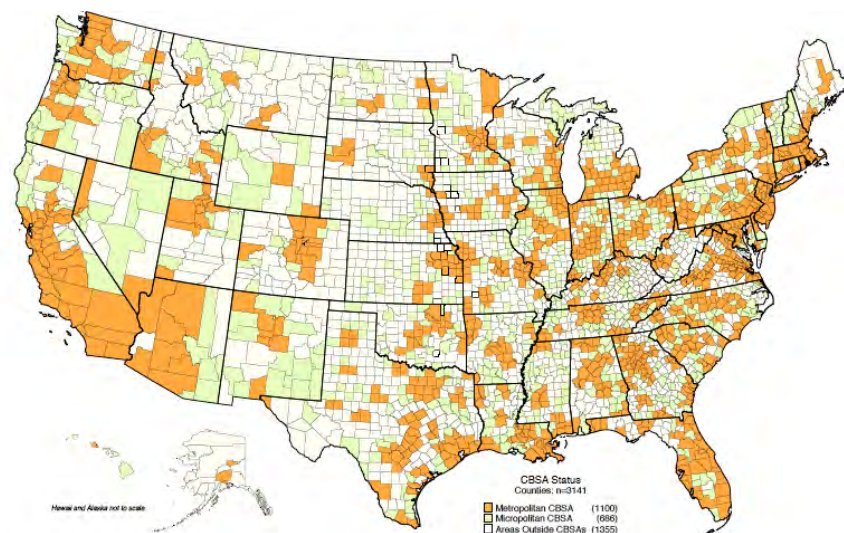 Hawaii and Alaska not to scale
CBSA Status
Counties: n=3141
Metropolitan CBSA (1100)
Micropolitan CBSA (686)
Areas Outside CBSAs (1355)